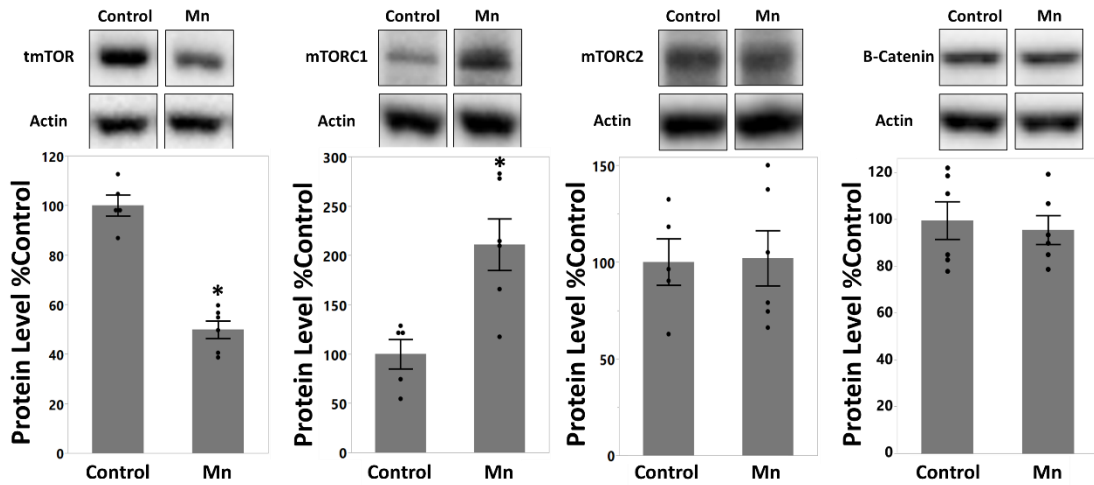 Control Mn
tmTOR
Actin
Protein Level %Control
120
100
80
60
40
20
0
*
Control Mn
Control Mn
mTORC1
Actin
Protein Level %Control
300
250
200
150
100
50
0
*
Control Mn
Control Mn
mTORC2
Actin
Protein Level %Control
150
100
50
0
Control Mn
Control Mn
B-Catenin
Actin
Protein Level %Control
120
100
80
60
40
20
0
Control Mn